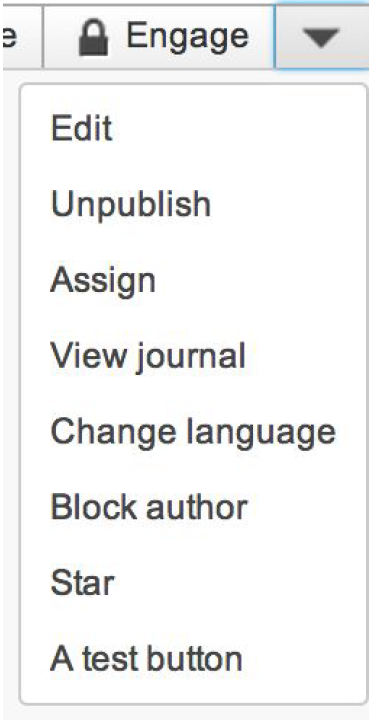 e Engage
Edit
Unpublish
Assign
View journal
Change language
Block author
Star
A test button